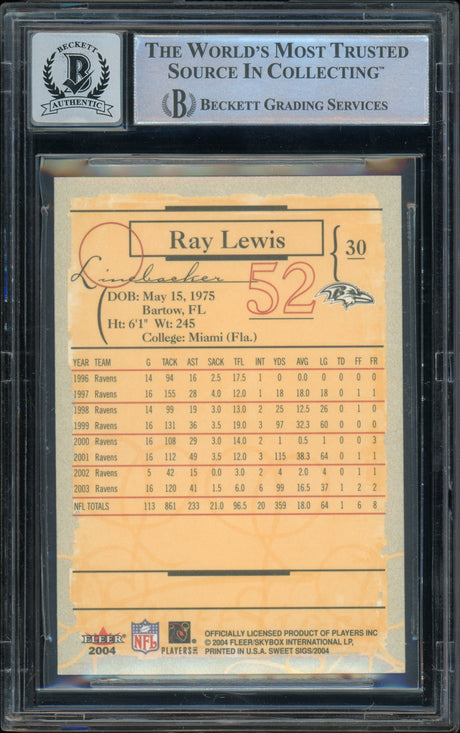 BECKETT
B
AUTHENTIC
THE WORLD'S MOST TRUSTED
SOURCE IN COLLECTING™
B BECKETT GRADING SERVICES
Ray Lewis
30
Linebacker
52
DOB: May 15, 1975
Bartow, FL
Ht: 6'1" Wt: 245
College: Miami (Fla.)
YEAR TEAM G TACK AST SACK TFL INT YDS AVG LG TD FF FR
1996 Ravens 14 94 16 2.5 17.5 1 0 0.0 0 0 0 0
1997 Ravens 16 155 28 4.0 12.0 1 18 18.0 18 0 1 1
1998 Ravens 14 99 19 3.0 13.0 2 25 12.5 26 0 1 0
1999 Ravens 16 131 36 3.5 19.0 3 97 32.3 60 0 0 0
2000 Ravens 16 108 29 3.0 14.0 2 1 0.5 1 0 0 3
2001 Ravens 16 112 49 3.5 12.0 3 115 38.3 64 0 1 1
2002 Ravens 5 42 15 0.0 3.0 2 4 2.0 4 0 1 1
2003 Ravens 16 120 41 1.5 6.0 6 99 16.5 37 1 2 2
NFL TOTALS 113 861 233 21.0 96.5 20 359 18.0 64 1 6 8
FLEER
2004
NFL
PLAYERS INC
OFFICIALLY LICENSED PRODUCT OF PLAYERS INC
© 2004 FLEER/SKYBOX INTERNATIONAL LP,
PRINTED IN U.S.A. SWEET SIGS/2004